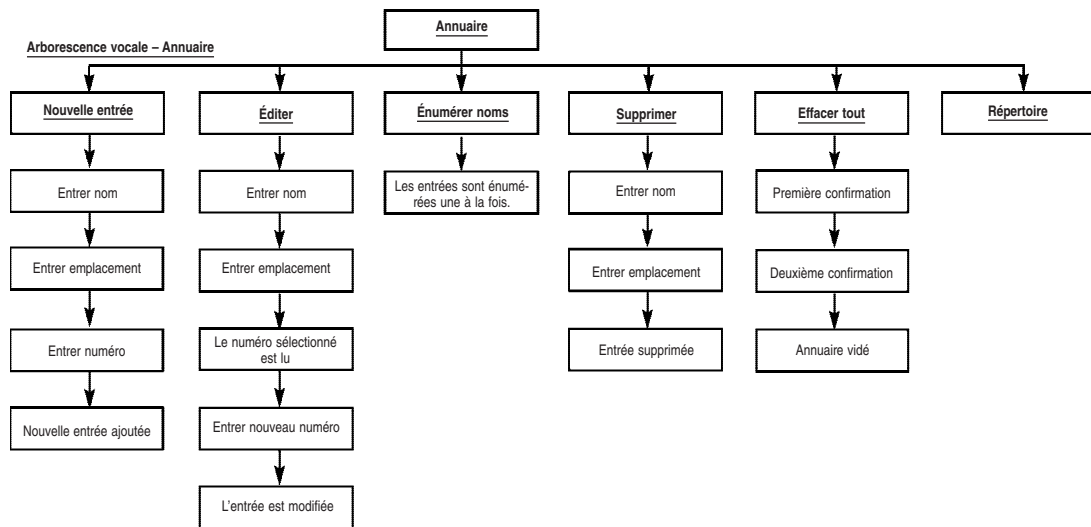 Annuaire
Arborescence vocale – Annuaire
Nouvelle entrée
Éditer
Énumérer noms
Supprimer
Effacer tout
Répertoire
Entrer nom
Entrer nom
Les entrées sont énumé-
rées une à la fois.
Entrer nom
Première confirmation
Entrer emplacement
Entrer emplacement
Entrer emplacement
Deuxième confirmation
Entrer numéro
Le numéro sélectionné
est lu
Entrée supprimée
Annuaire vidé
Nouvelle entrée ajoutée
Entrer nouveau numéro
L'entrée est modifiée